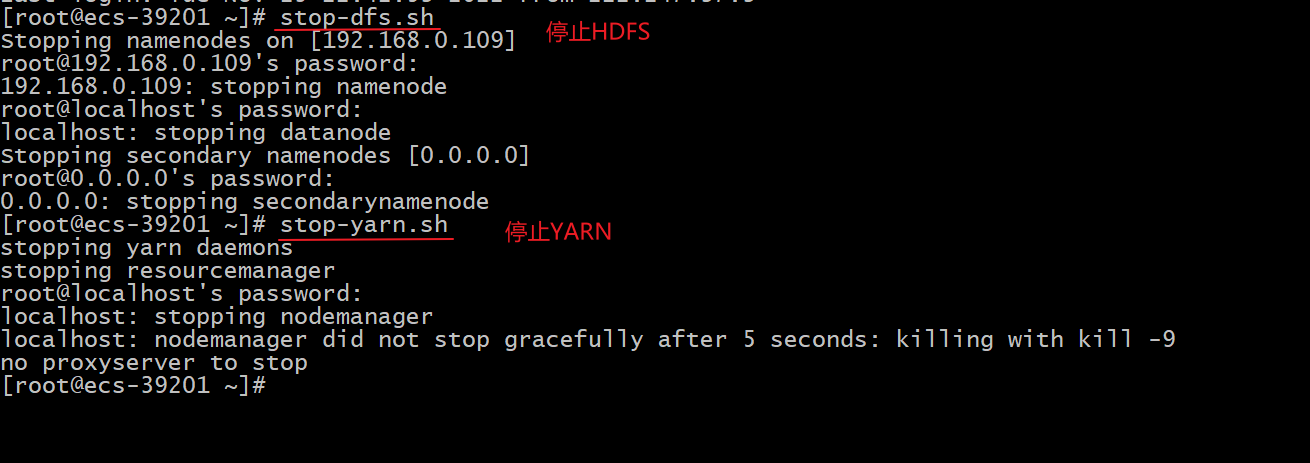 [root@ecs-39201 ~]# stop-dfs.sh
停止HDFS
Stopping namenodes on [192.168.0.109]
root@192.168.0.109's password:
192.168.0.109: stopping namenode
root@localhost's password:
localhost: stopping datanode
Stopping secondary namenodes [0.0.0.0]
root@0.0.0.0's password:
0.0.0.0: stopping secondarynamenode
[root@ecs-39201 ~]# stop-yarn.sh
停止YARN
stopping yarn daemons
stopping resourcemanager
root@localhost's password:
localhost: stopping nodemanager
localhost: nodemanager did not stop gracefully after 5 seconds: killing with kill -9
no proxyserver to stop
[root@ecs-39201 ~]#